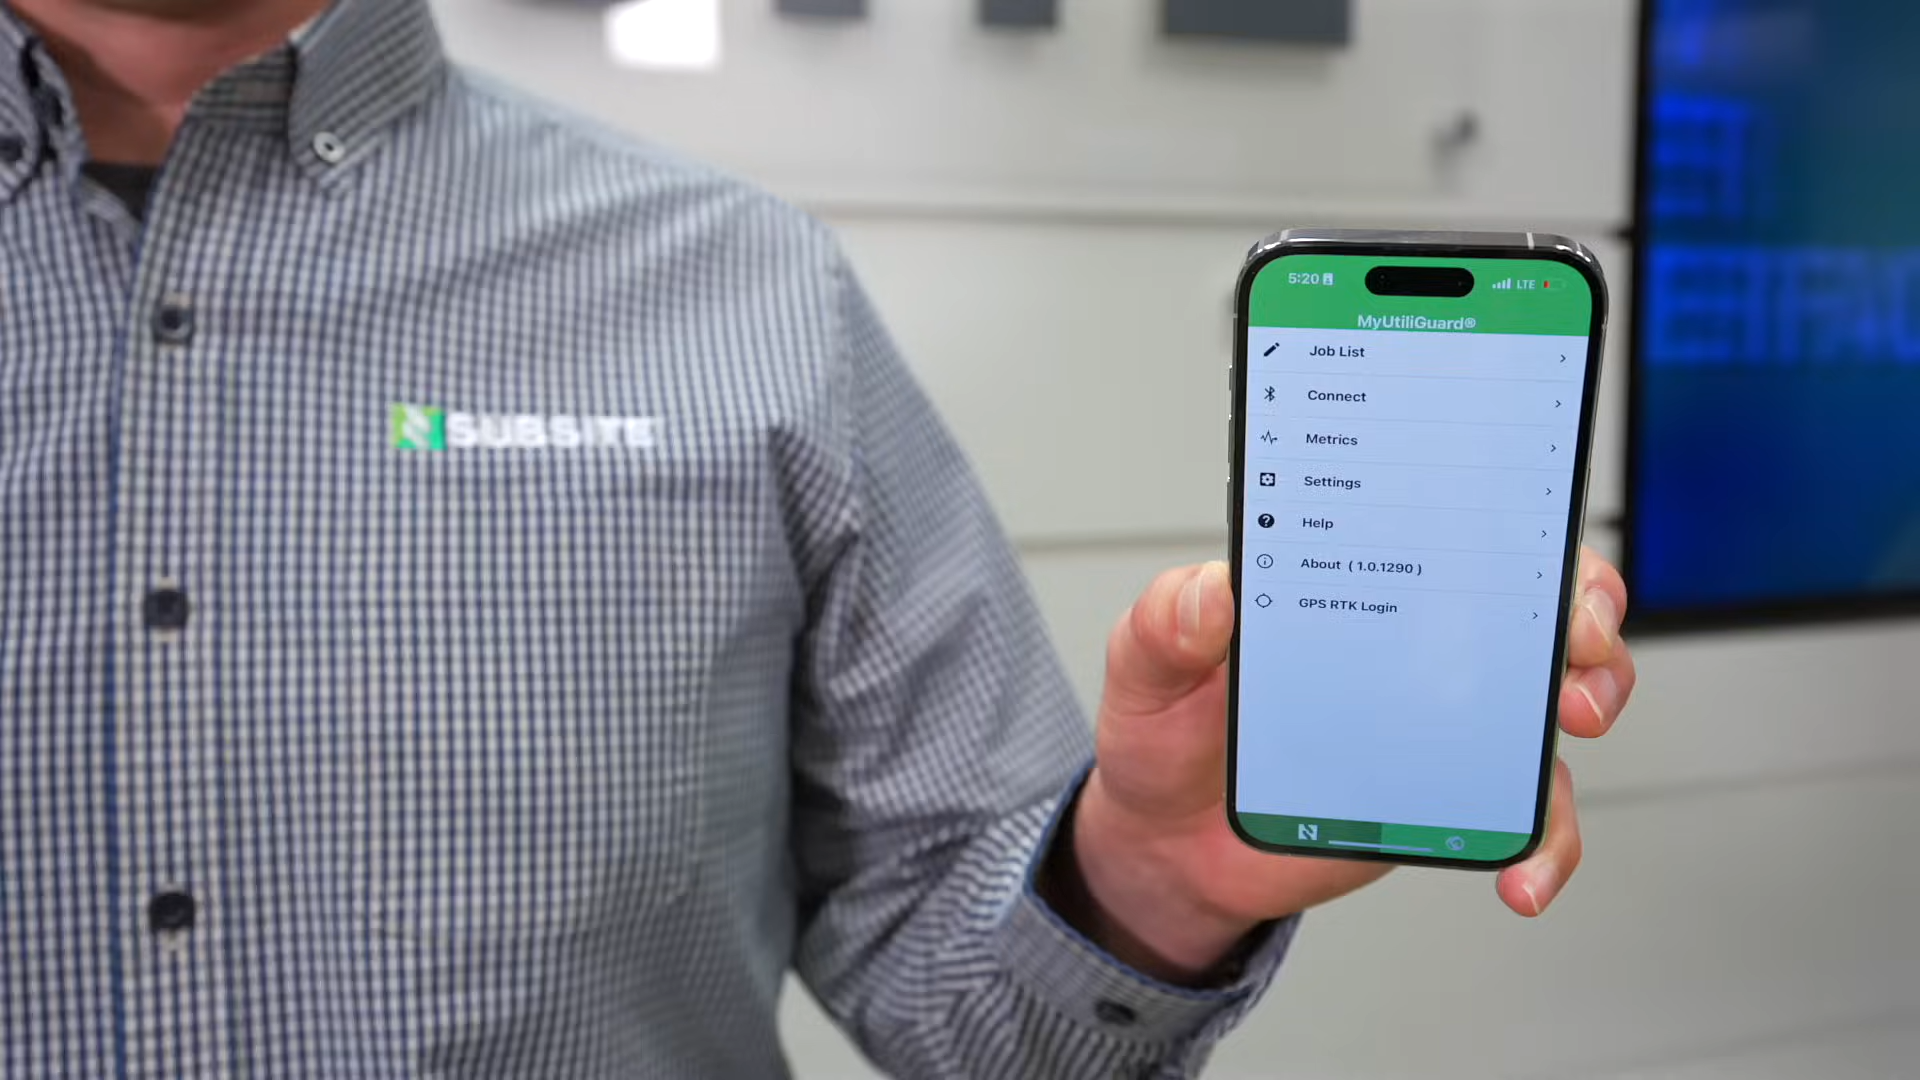 SUBSITE
5:20
LTE
MyUtiliGuard®
Job List
Connect
Metrics
Settings
Help
About ( 1.0.1290 )
GPS RTK Login